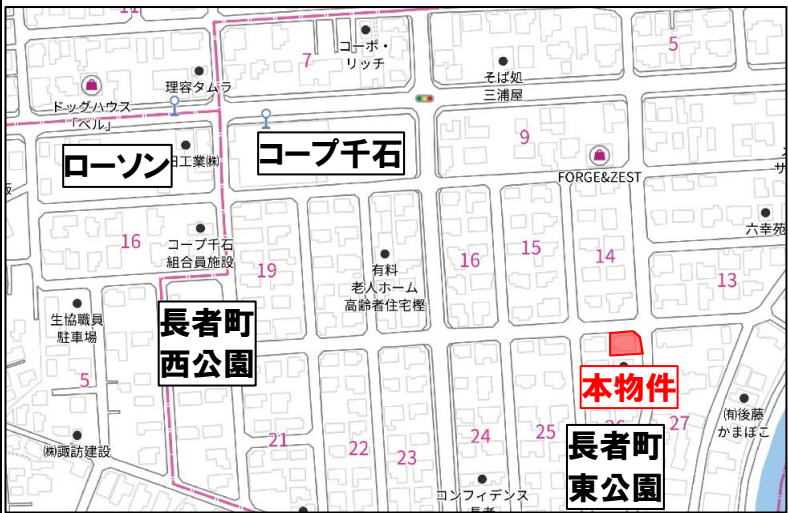 11
7
コーポ・
リッチ
5
理容タムラ
そば処
三浦屋
ドッグハウス
「ベル」
ローソン
田工業㈱
コープ千石
9
FORGE&ZEST
六幸苑
16
コープ千石
組合員施設
19
有料
老人ホーム
高齢者住宅樫
16
15
14
13
生協職員
駐車場
長者町
西公園
5
本物件
㈱諏訪建設
21
22
23
24
25
26
27
㈲後藤
かまぼこ
長者町
東公園
コンフィデンス
長者